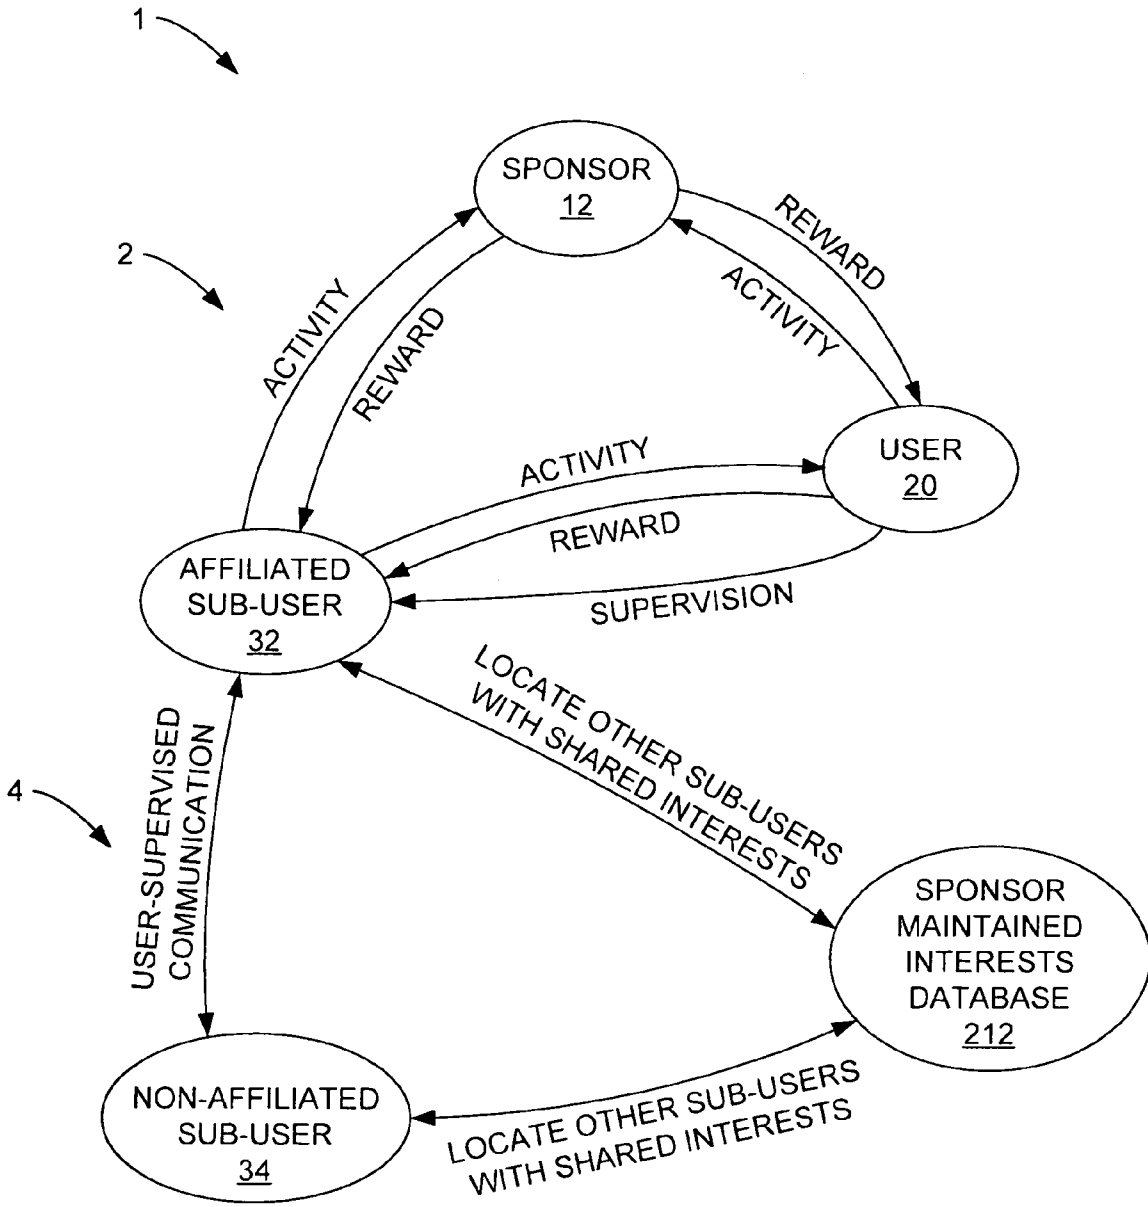 1
SPONSOR
12
REWARD
ACTIVITY
2
ACTIVITY
REWARD
USER
20
ACTIVITY
REWARD
SUPERVISION
AFFILIATED
SUB-USER
32
LOCATE OTHER SUB-USERS
WITH SHARED INTERESTS
USER-SUPERVISED
COMMUNICATION
4
SPONSOR
MAINTAINED
INTERESTS
DATABASE
212
NON-AFFILIATED
SUB-USER
34
LOCATE OTHER SUB-USERS
WITH SHARED INTERESTS